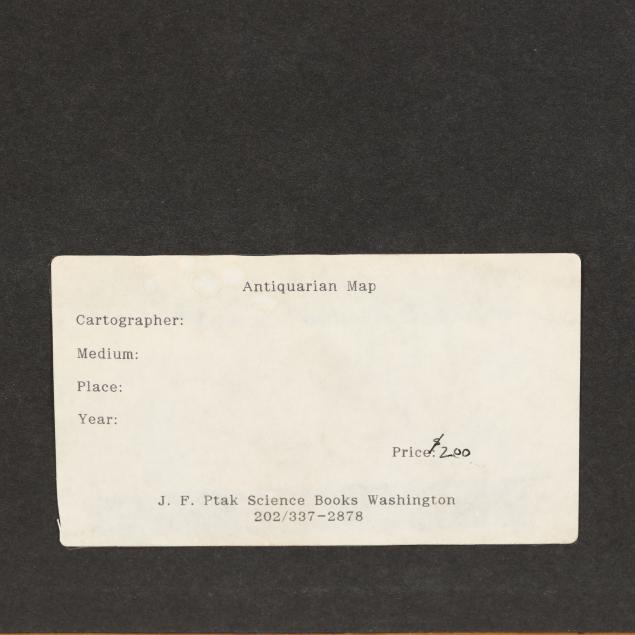 Antiquarian Map
Cartographer:
Medium:
Place:
Year:
Price: $200
J. F. Ptak Science Books Washington
202/337-2878